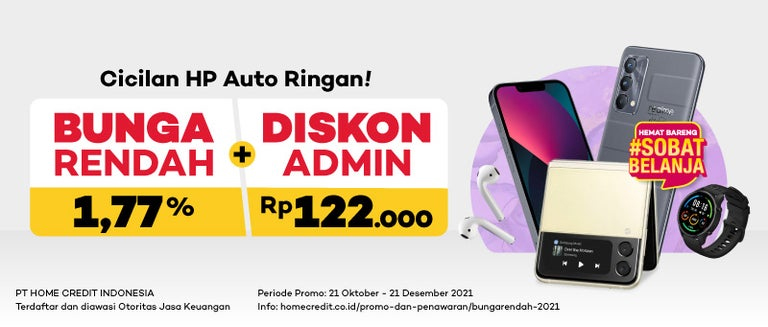 Cicilan HP Auto Ringan!
BUNGA
RENDAH
1,77%
+
DISKON
ADMIN
Rp122.000
realme
HEMAT BARENG
#SOBAT
BELANJA
PT HOME CREDIT INDONESIA
Terdaftar dan diawasi Otoritas Jasa Keuangan
Periode Promo: 21 Oktober - 21 Desember 2021
Info: homecredit.co.id/promo-dan-penawaran/bungarendah-2021